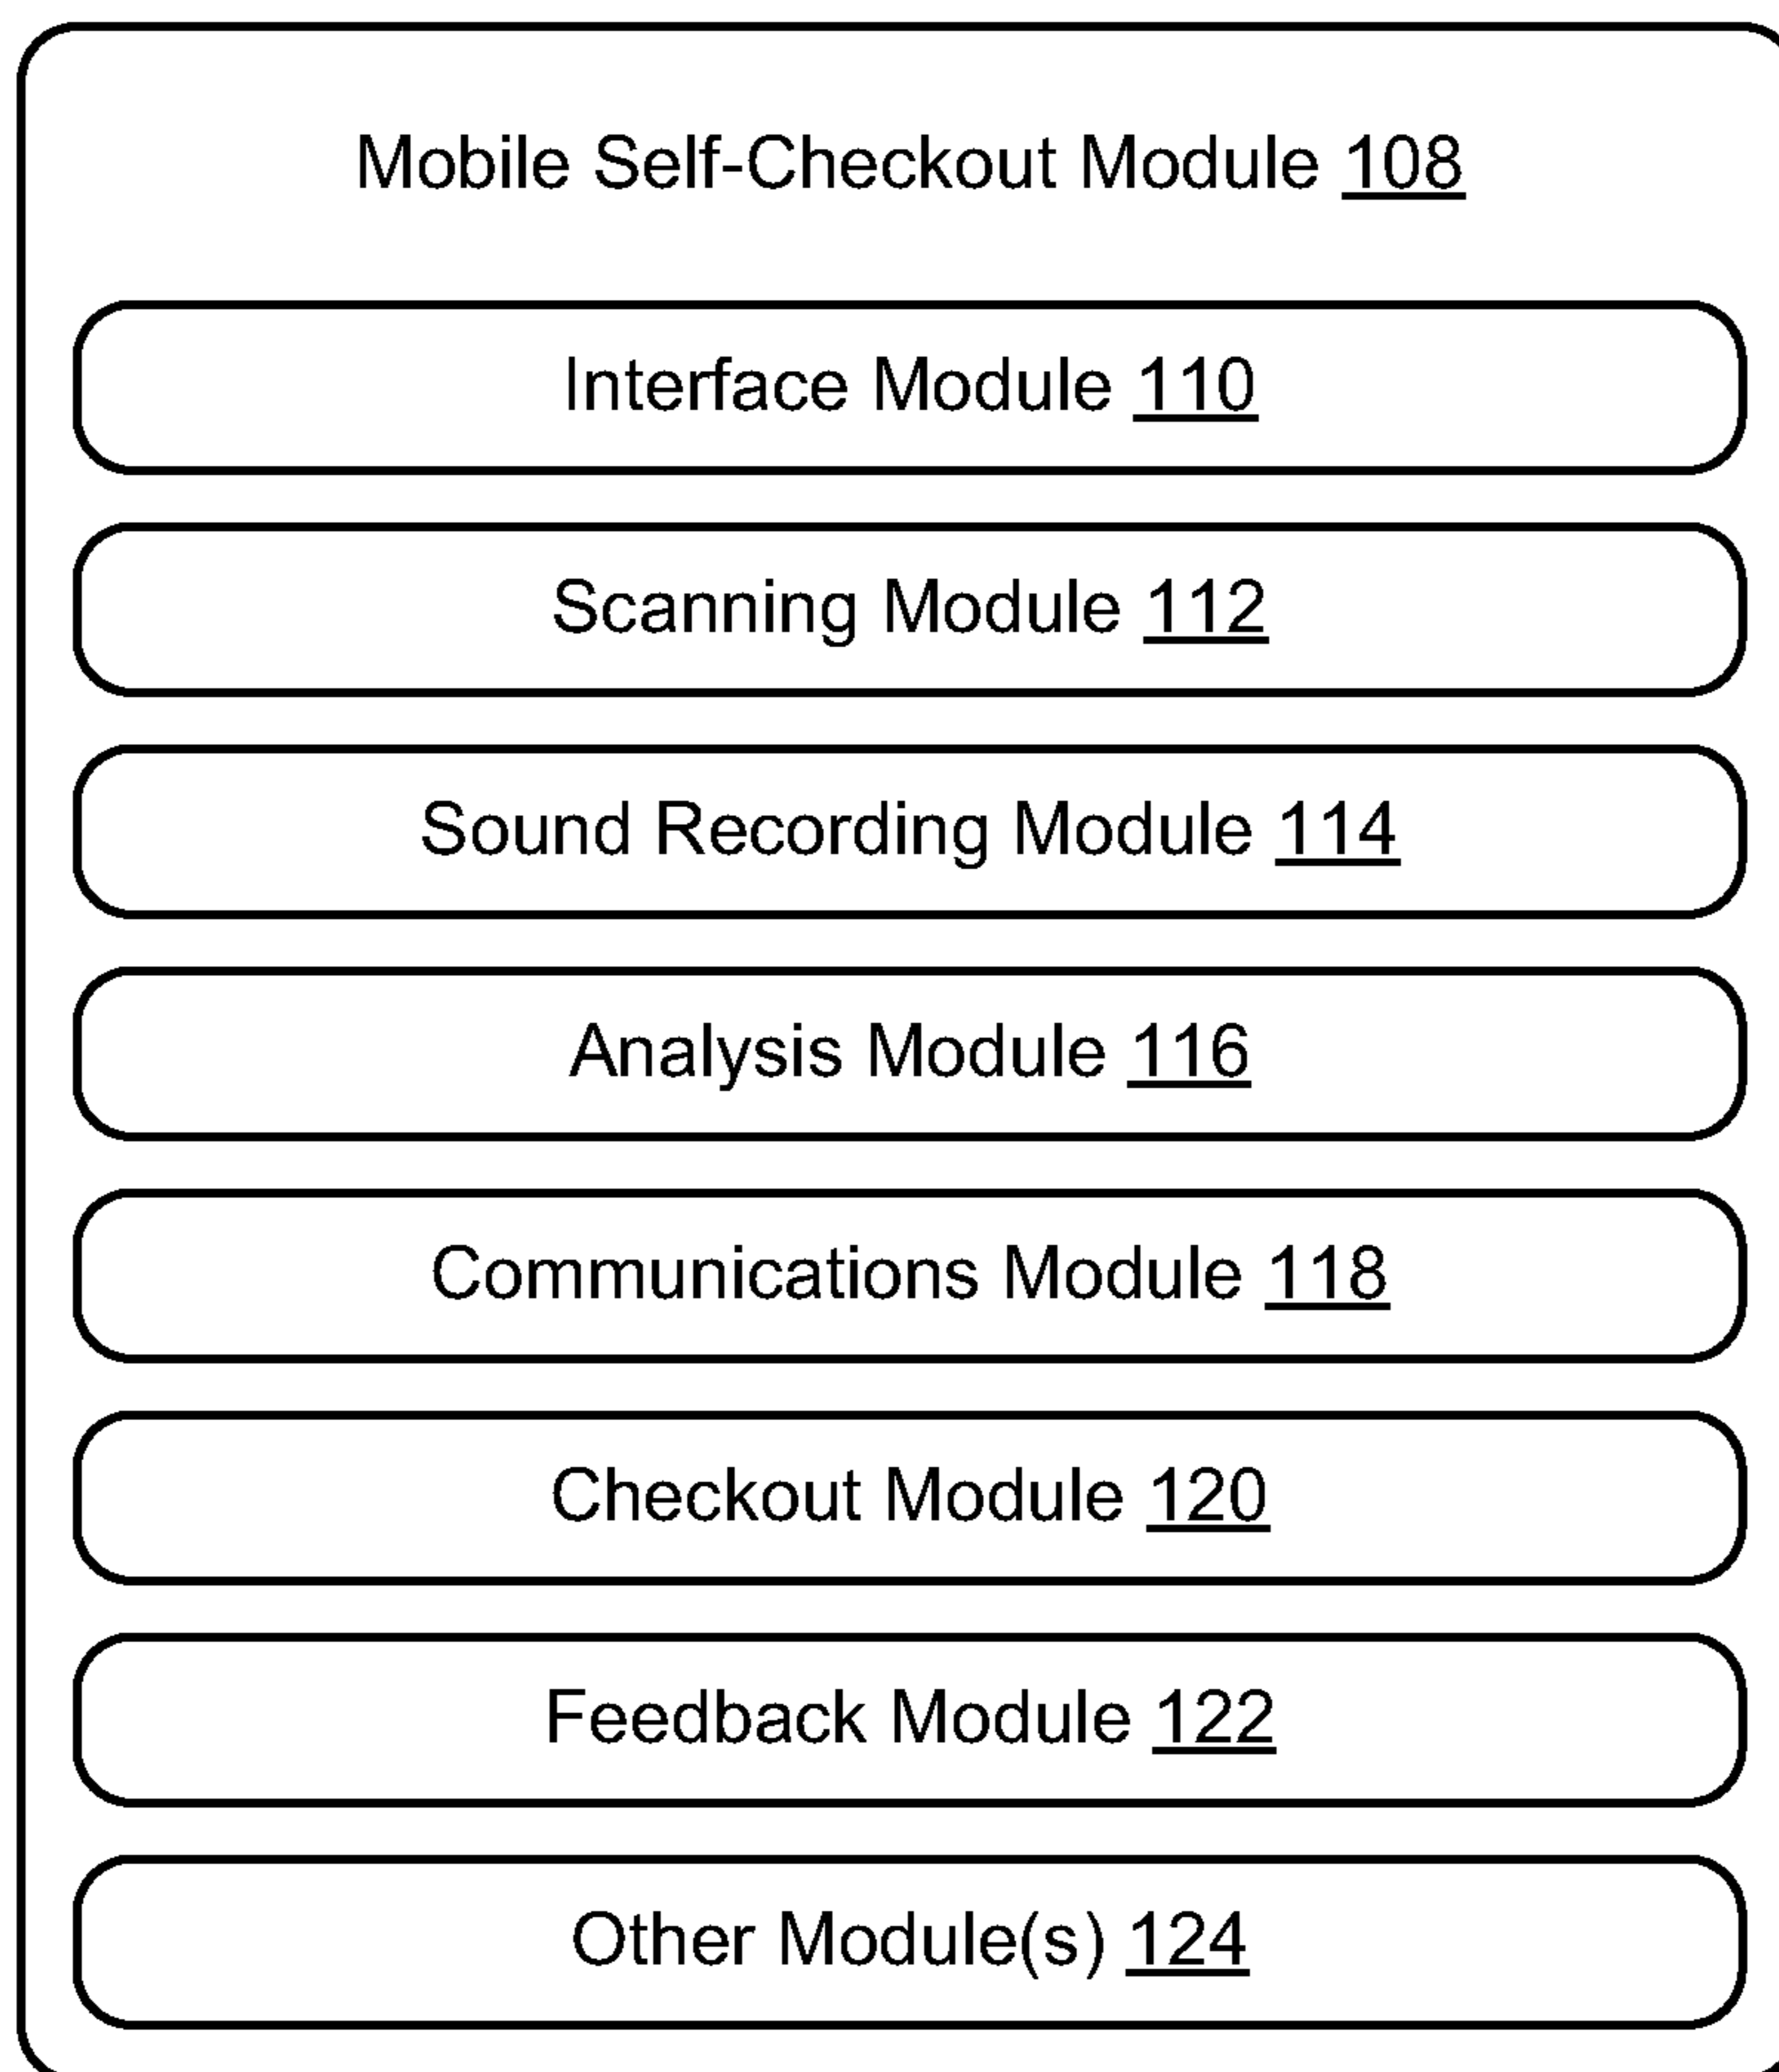 Mobile Self-Checkout Module 108
Interface Module 110
Scanning Module 112
Sound Recording Module 114
Analysis Module 116
Communications Module 118
Checkout Module 120
Feedback Module 122
Other Module(s) 124